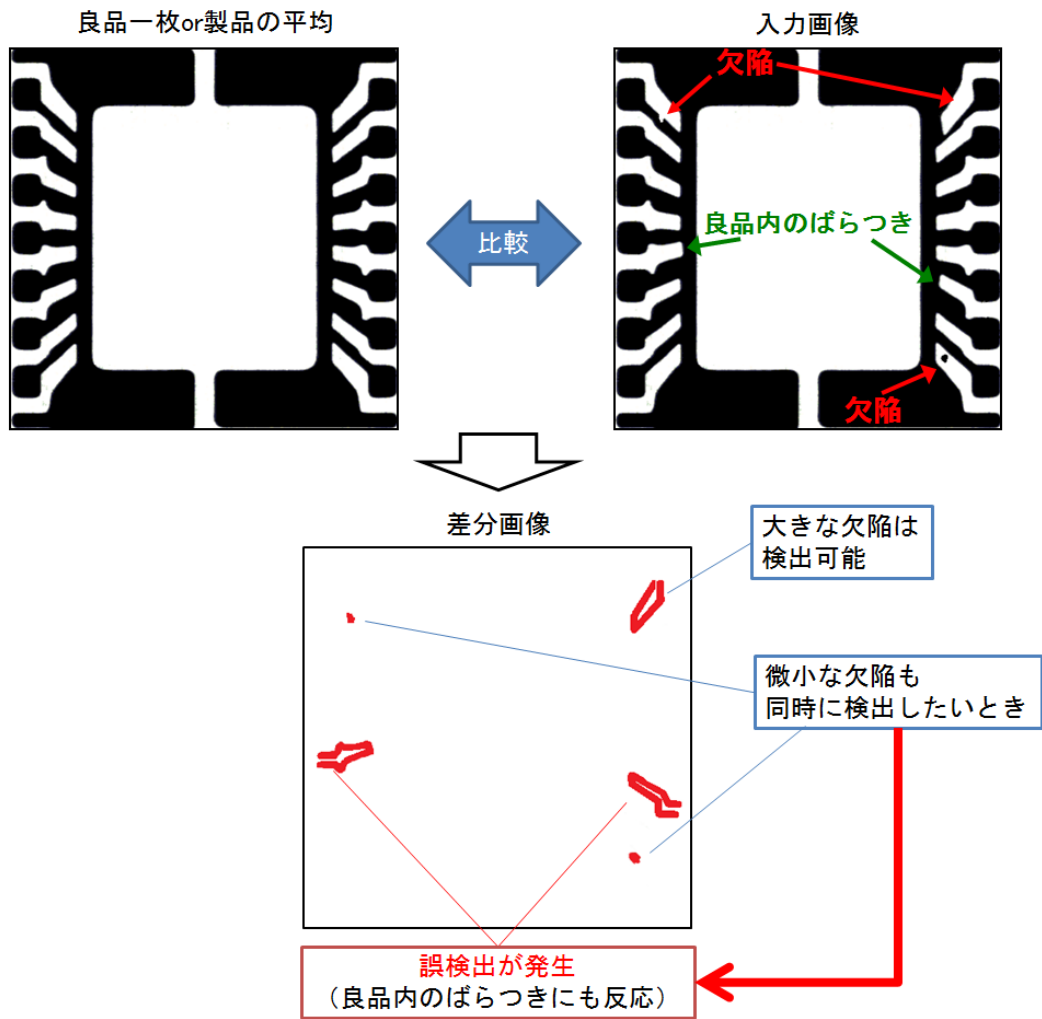 良品一枚or製品の平均
入力画像
欠陥
比較
良品内のばらつき
欠陥
差分画像
大きな欠陥は
検出可能
微小な欠陥も
同時に検出したいとき
誤検出が発生
（良品内のばらつきにも反応）